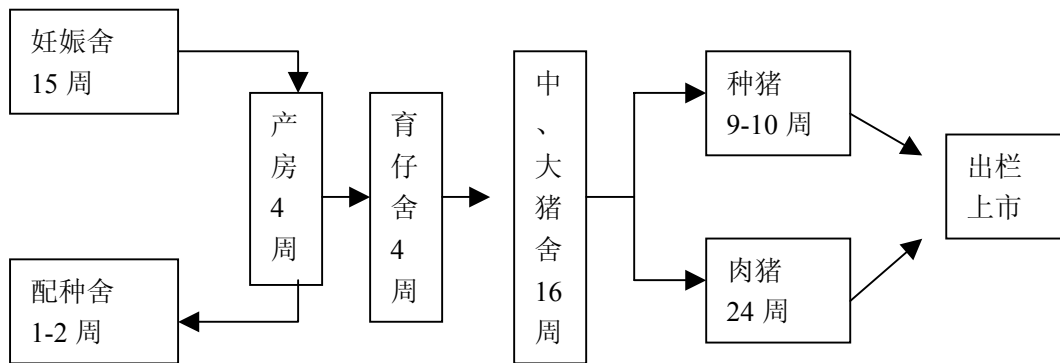 妊娠舍
15 周
配种舍
1-2 周
产
房
4
周
育
仔
舍
4
周
中
、
大
猪
舍
16
周
种猪
9-10 周
肉猪
24 周
出栏
上市